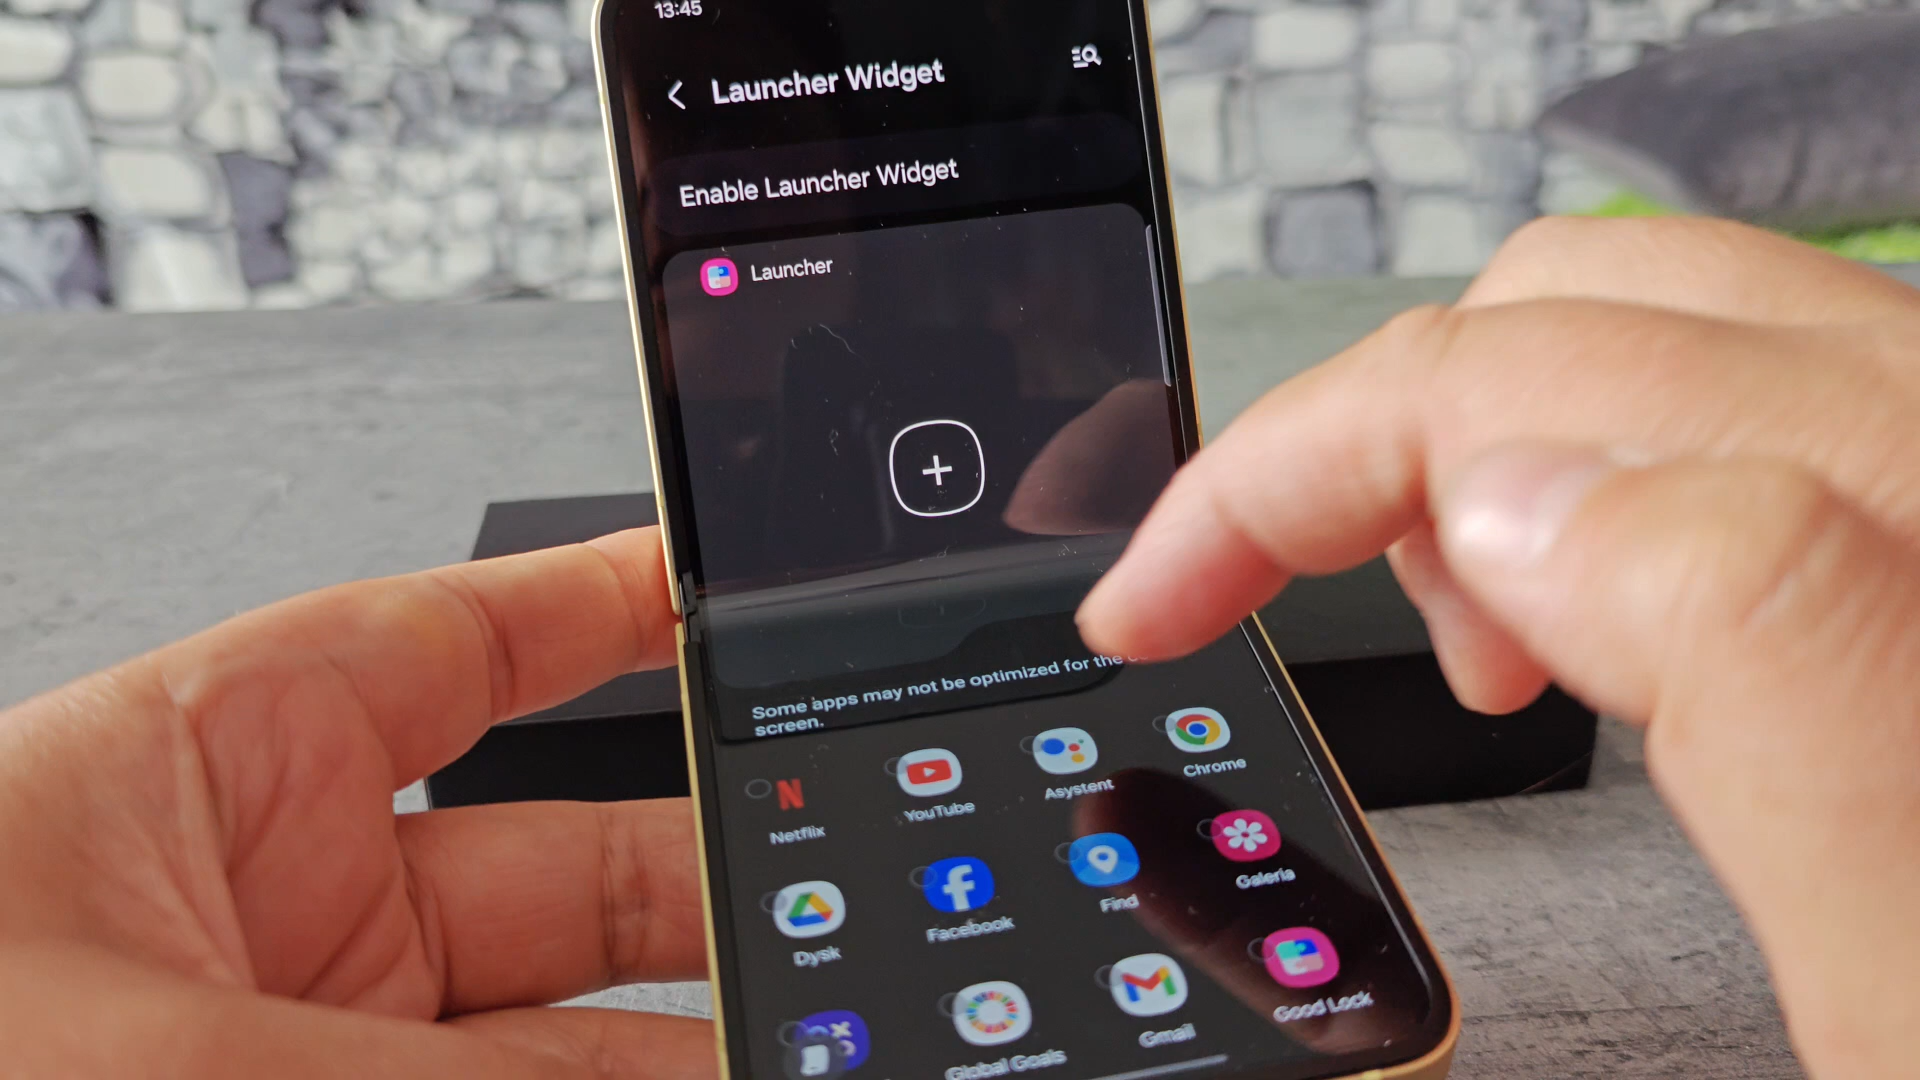 13:45
Launcher Widget
Enable Launcher Widget
Launcher
Some apps may not be optimized for the
screen.
Netflix
YouTube
Asystent
Chrome
Dysk
Facebook
Find
Galeria
Global Goals
Gmail
Good Lock